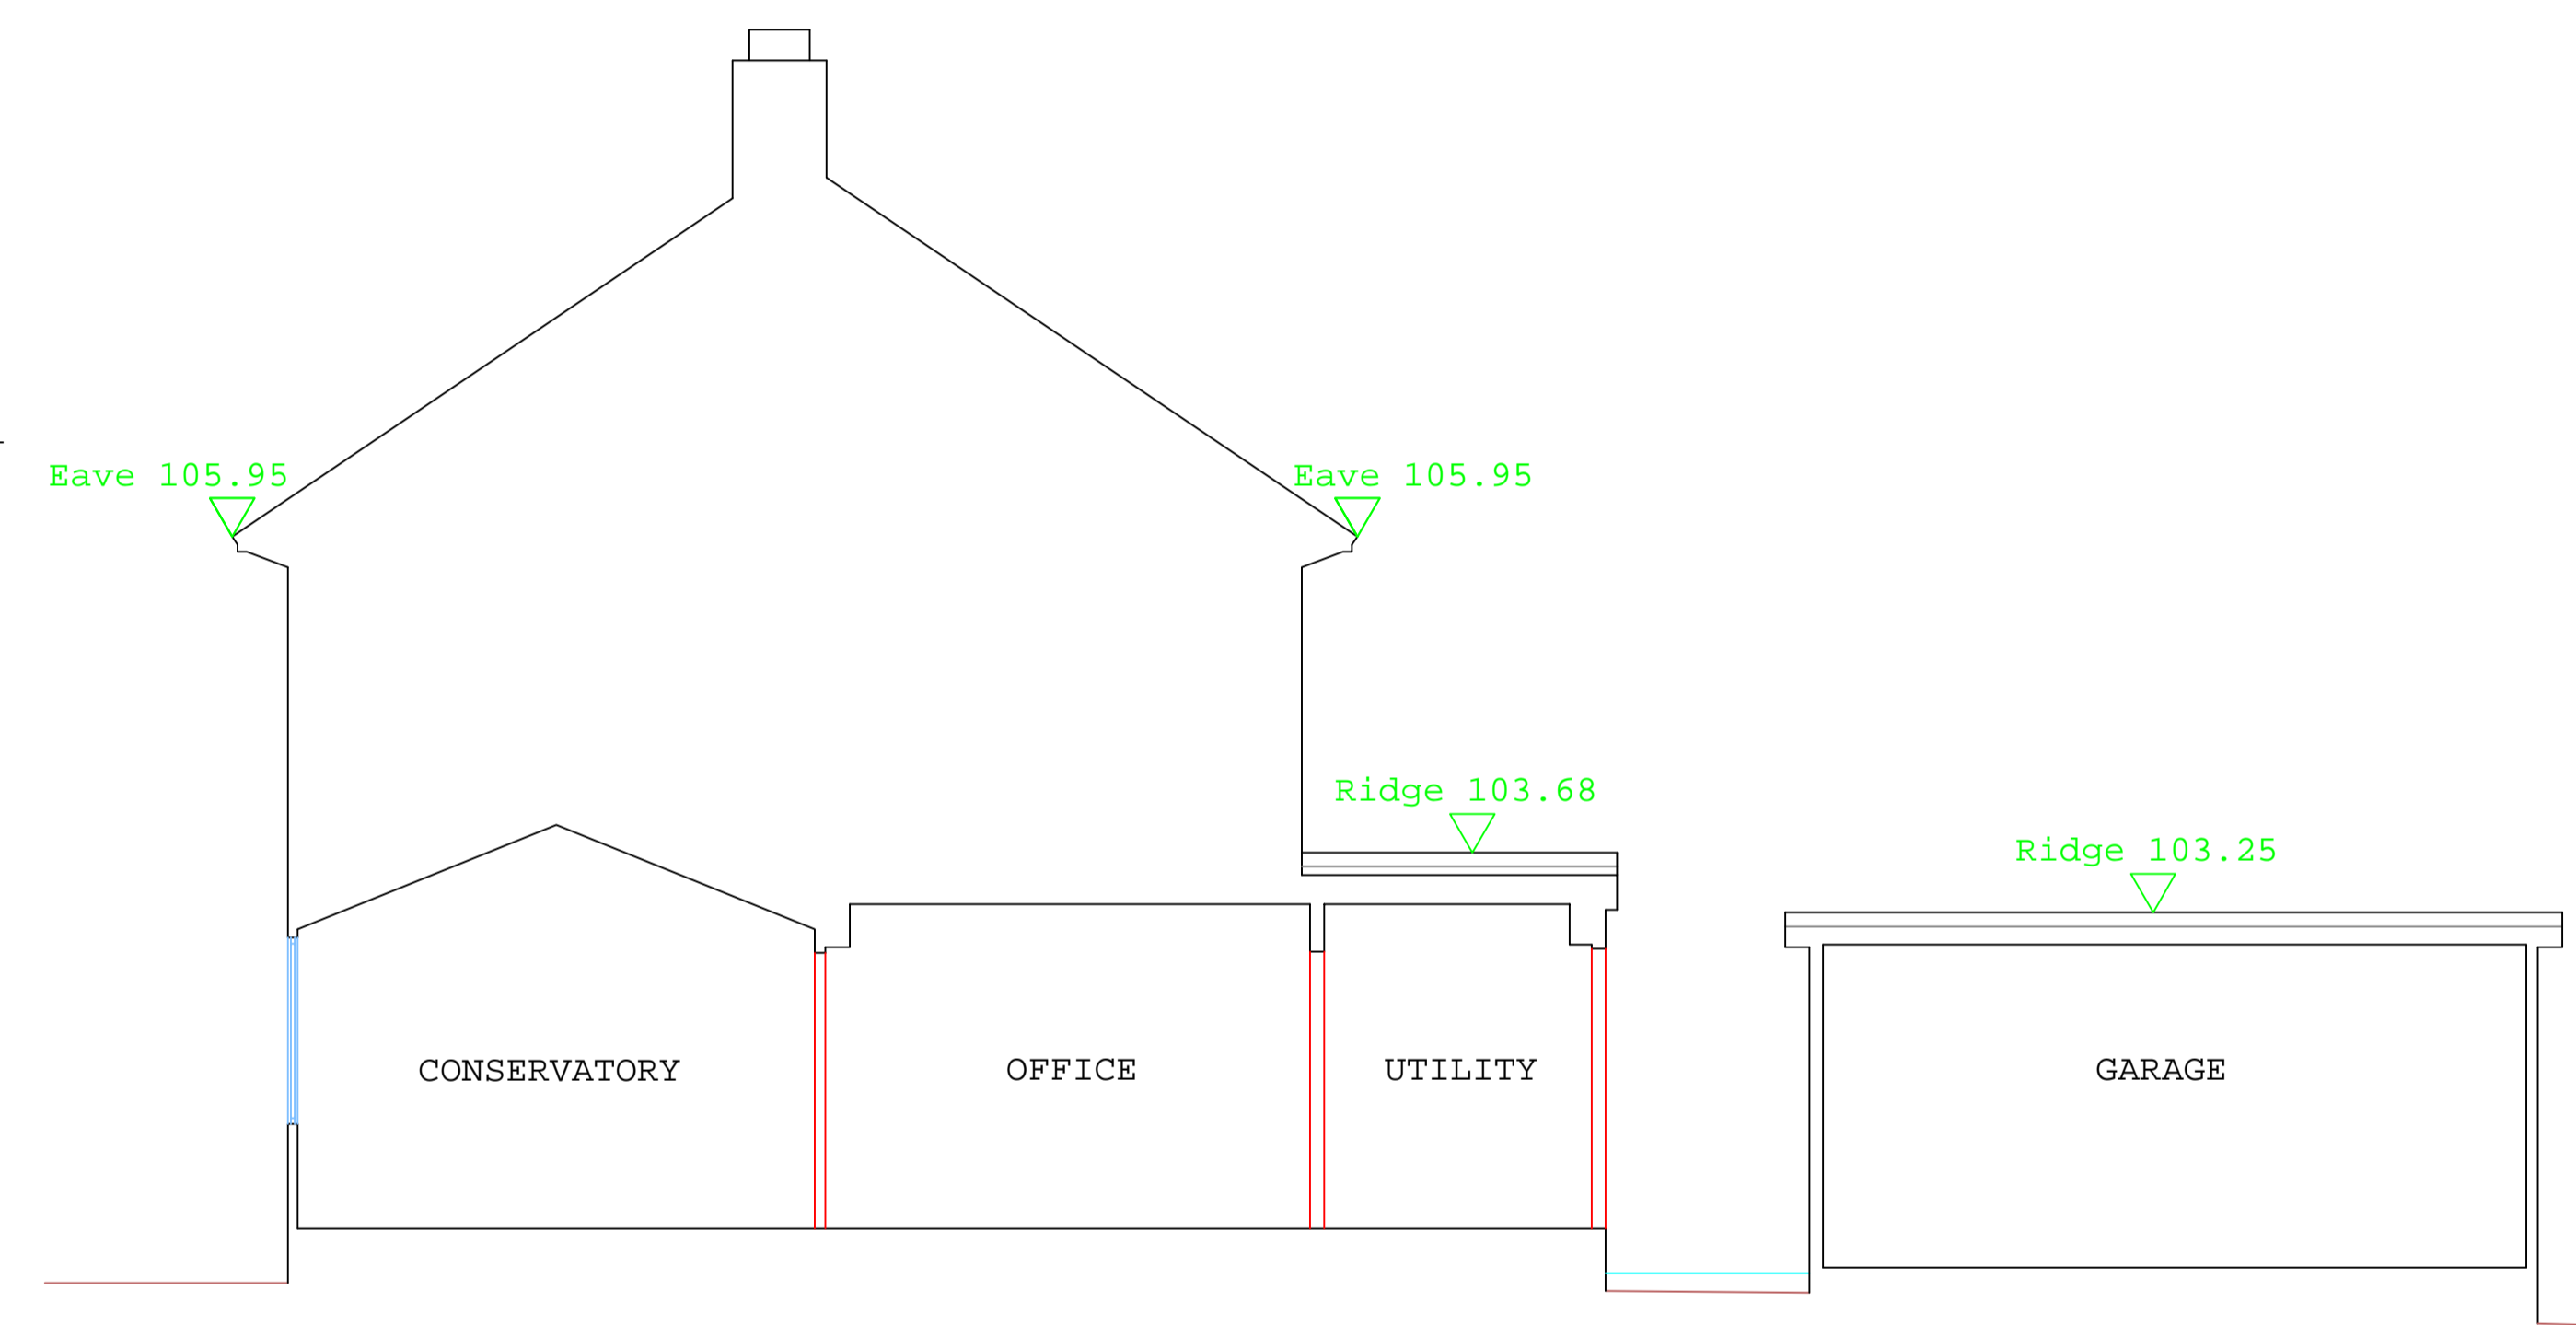 Eave 105.95
Eave 105.95
Ridge 103.68
Ridge 103.25
CONSERVATORY
OFFICE
UTILITY
GARAGE